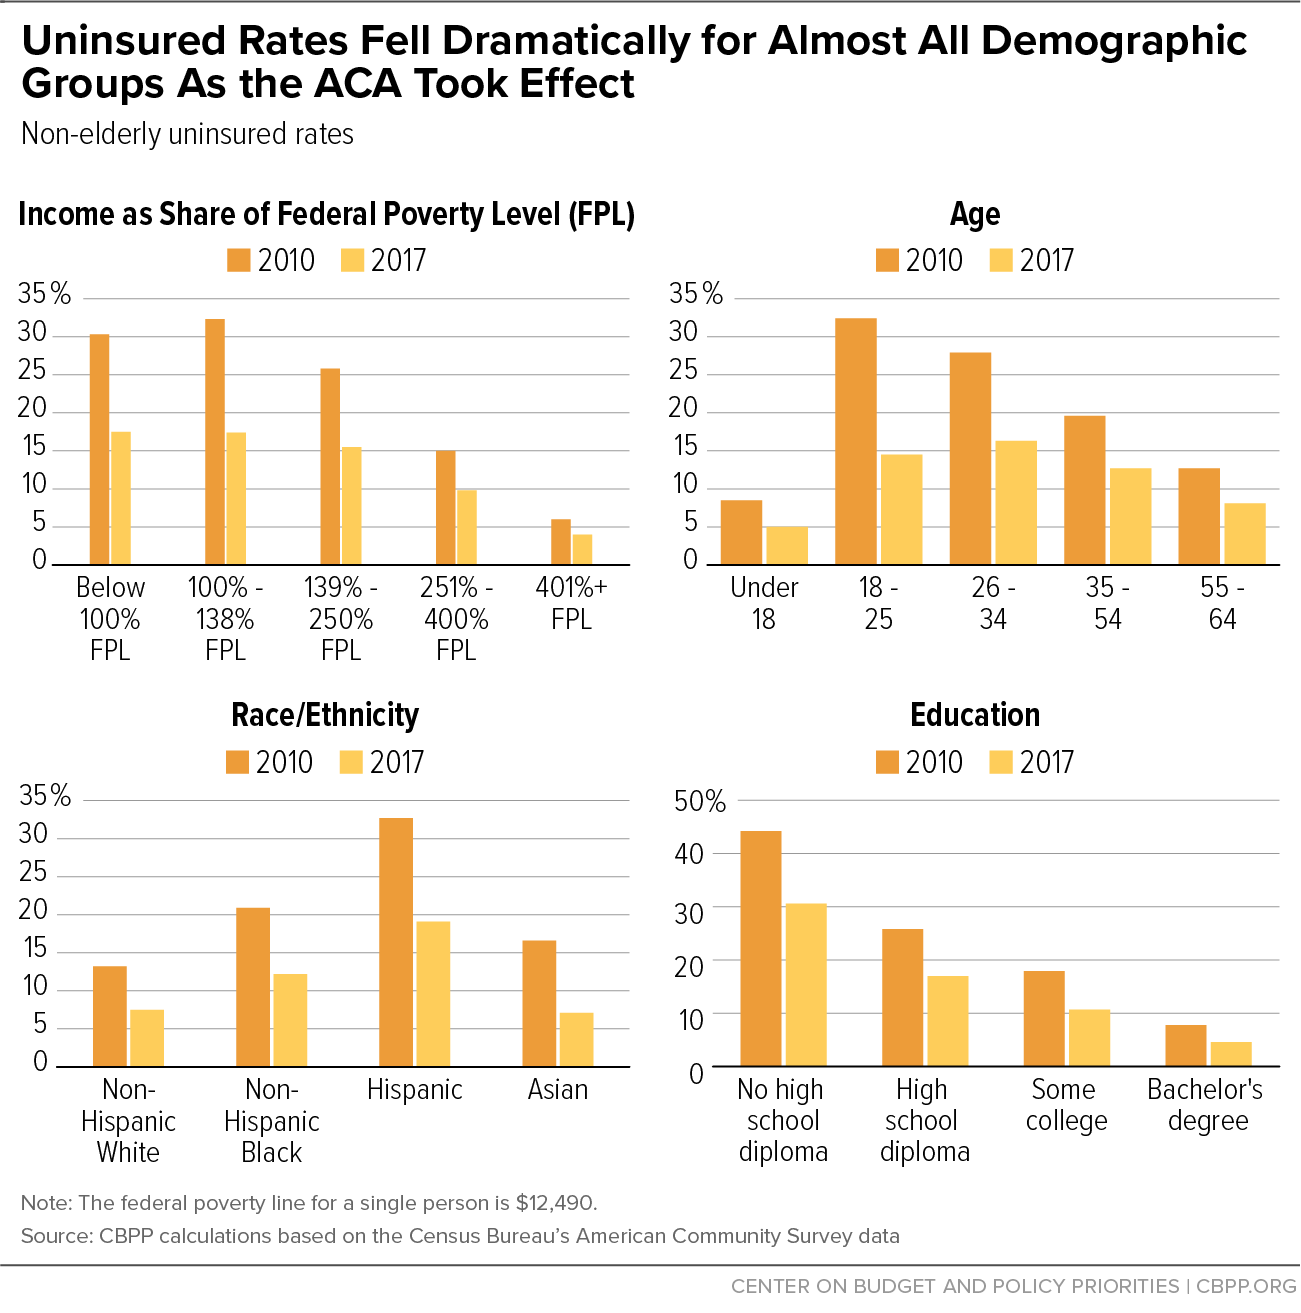 Uninsured Rates Fell Dramatically for Almost All Demographic
Groups As the ACA Took Effect
Non-elderly uninsured rates
Income as Share of Federal Poverty Level (FPL)
2010 2017
35%
30
25
20
15
10
5
0
Below
100%
FPL
100% -
138%
FPL
139% -
250%
FPL
251% -
400%
FPL
401%+
FPL
Age
2010 2017
35%
30
25
20
15
10
5
0
Under
18
18 -
25
26 -
34
35 -
54
55 -
64
Race/Ethnicity
2010 2017
35%
30
25
20
15
10
5
0
Non-
Hispanic
White
Non-
Hispanic
Black
Hispanic
Asian
Education
2010 2017
50%
40
30
20
10
0
No high
school
diploma
High
school
diploma
Some
college
Bachelor's
degree
Note: The federal poverty line for a single person is $12,490.
Source: CBPP calculations based on the Census Bureau’s American Community Survey data
CENTER ON BUDGET AND POLICY PRIORITIES | CBPP.ORG